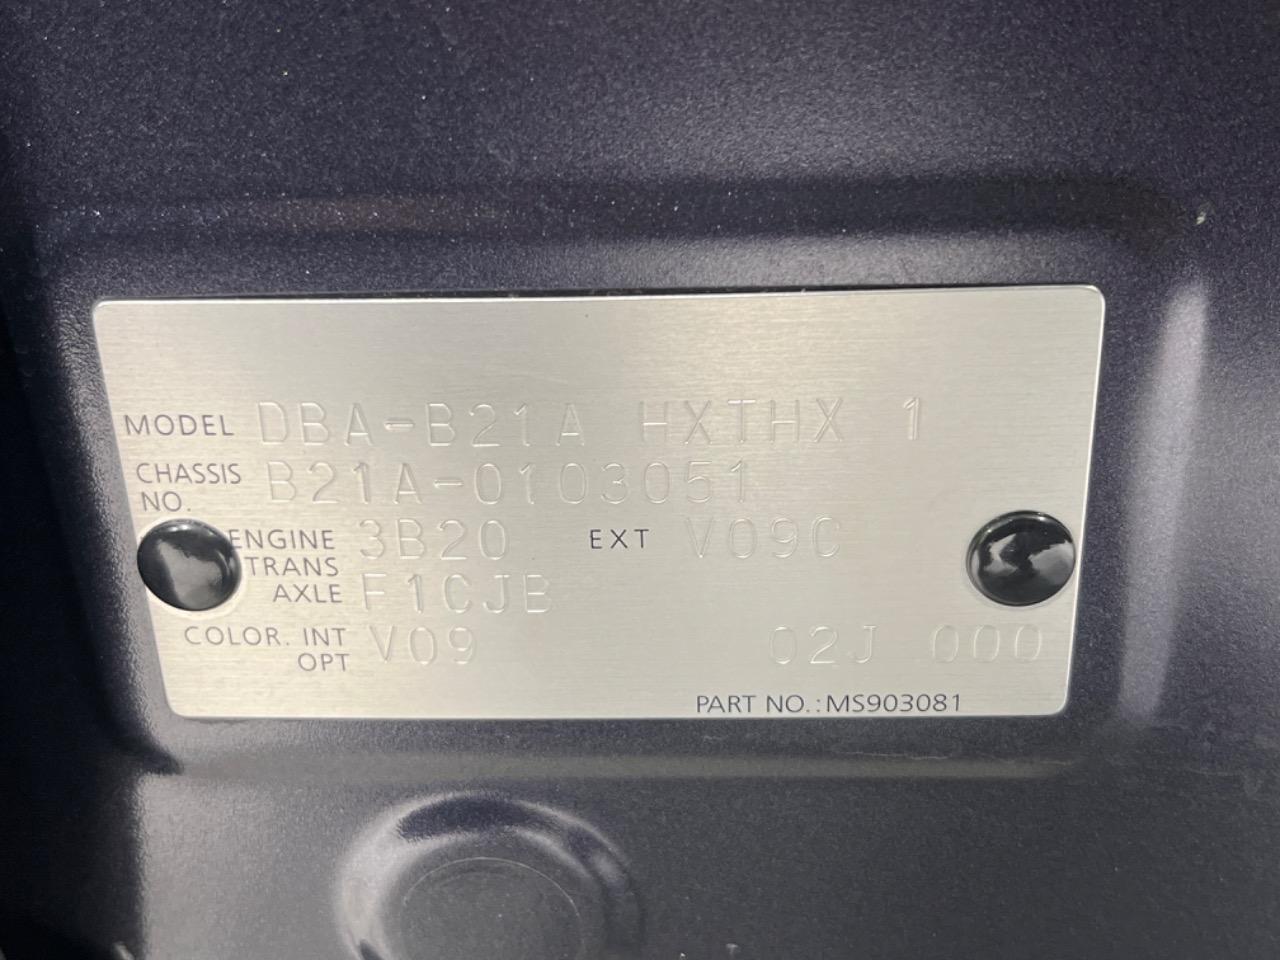 MODEL DBA-B21A HXTHX 1
CHASSIS NO. B21A-0103051
ENGINE 3B20 EXT V09C
TRANS AXLE F1CJB
COLOR. INT OPT V09 02J 000
PART NO.: MS903081